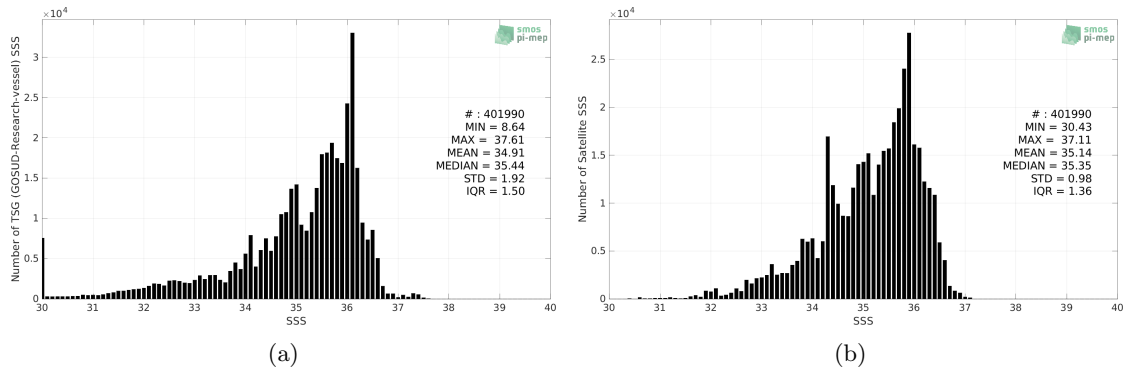 ×10⁴
smos
pi-mep
Number of TSG (GOSUD-Research-vessel) SSS
3.5
3
2.5
2
1.5
1
0.5
0
# : 401990
MIN = 8.64
MAX = 37.61
MEAN = 34.91
MEDIAN = 35.44
STD = 1.92
IQR = 1.50
30 31 32 33 34 35 36 37 38 39 40
SSS
(a)
×10⁴
smos
pi-mep
Number of Satellite SSS
2.5
2
1.5
1
0.5
0
# : 401990
MIN = 30.43
MAX = 37.11
MEAN = 35.14
MEDIAN = 35.35
STD = 0.98
IQR = 1.36
30 31 32 33 34 35 36 37 38 39 40
SSS
(b)